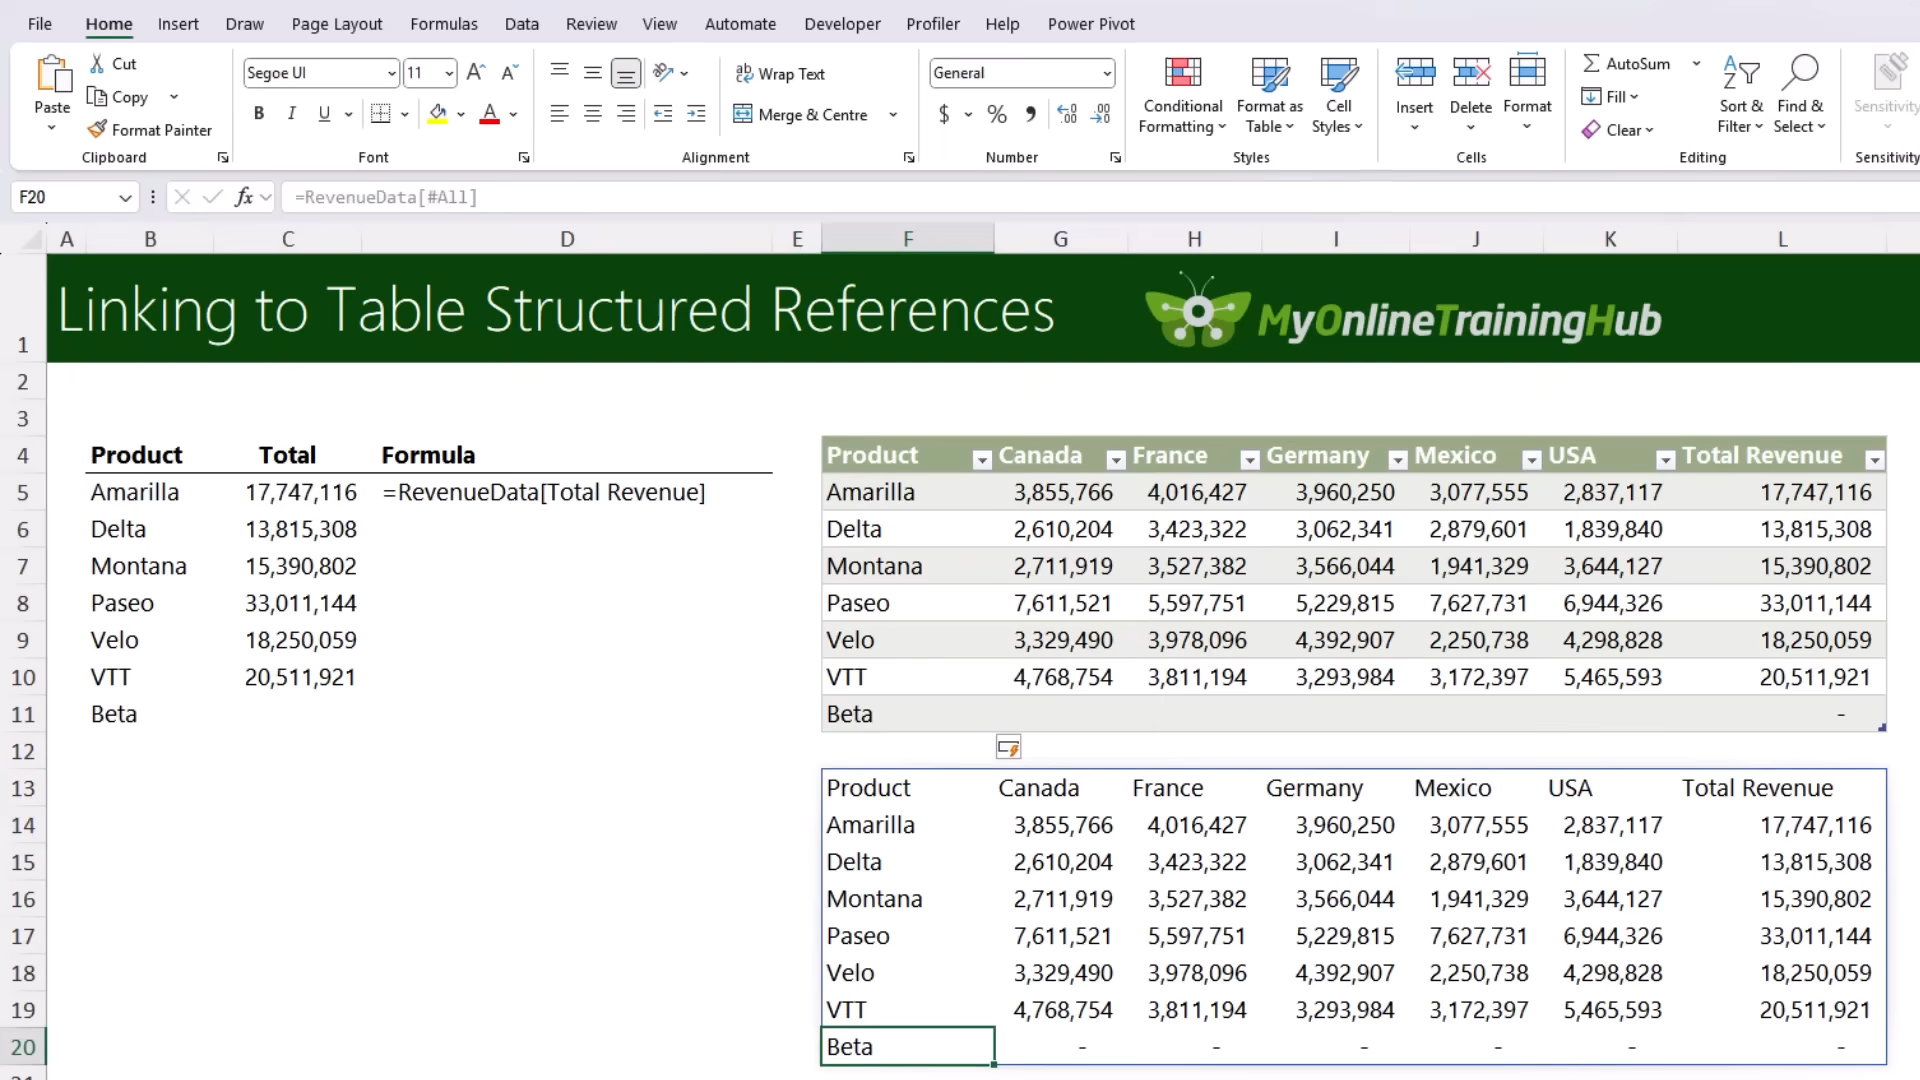 File Home Insert Draw Page Layout Formulas Data Review View Automate Developer Profiler Help Power Pivot
Paste
Cut
Copy
Format Painter
Clipboard
Segoe UI 11
B I U
Font
Wrap Text
Merge & Centre
Alignment
General
$ % 9
Number
Conditional Formatting
Format as Table
Cell Styles
Styles
Insert Delete Format
Cells
AutoSum
Fill
Clear
Sort & Filter
Find & Select
Editing
Sensitivity
Sensitivity
F20 fx =RevenueData[#All]
A B C D E F G H I J K L
1 Linking to Table Structured References MyOnlineTrainingHub
2
3
4 Product Total Formula Product Canada France Germany Mexico USA Total Revenue
5 Amarilla 17,747,116 =RevenueData[Total Revenue] Amarilla 3,855,766 4,016,427 3,960,250 3,077,555 2,837,117 17,747,116
6 Delta 13,815,308 Delta 2,610,204 3,423,322 3,062,341 2,879,601 1,839,840 13,815,308
7 Montana 15,390,802 Montana 2,711,919 3,527,382 3,566,044 1,941,329 3,644,127 15,390,802
8 Paseo 33,011,144 Paseo 7,611,521 5,597,751 5,229,815 7,627,731 6,944,326 33,011,144
9 Velo 18,250,059 Velo 3,329,490 3,978,096 4,392,907 2,250,738 4,298,828 18,250,059
10 VTT 20,511,921 VTT 4,768,754 3,811,194 3,293,984 3,172,397 5,465,593 20,511,921
11 Beta Beta -
12
13 Product Canada France Germany Mexico USA Total Revenue
14 Amarilla 3,855,766 4,016,427 3,960,250 3,077,555 2,837,117 17,747,116
15 Delta 2,610,204 3,423,322 3,062,341 2,879,601 1,839,840 13,815,308
16 Montana 2,711,919 3,527,382 3,566,044 1,941,329 3,644,127 15,390,802
17 Paseo 7,611,521 5,597,751 5,229,815 7,627,731 6,944,326 33,011,144
18 Velo 3,329,490 3,978,096 4,392,907 2,250,738 4,298,828 18,250,059
19 VTT 4,768,754 3,811,194 3,293,984 3,172,397 5,465,593 20,511,921
20 Beta - - - - - -